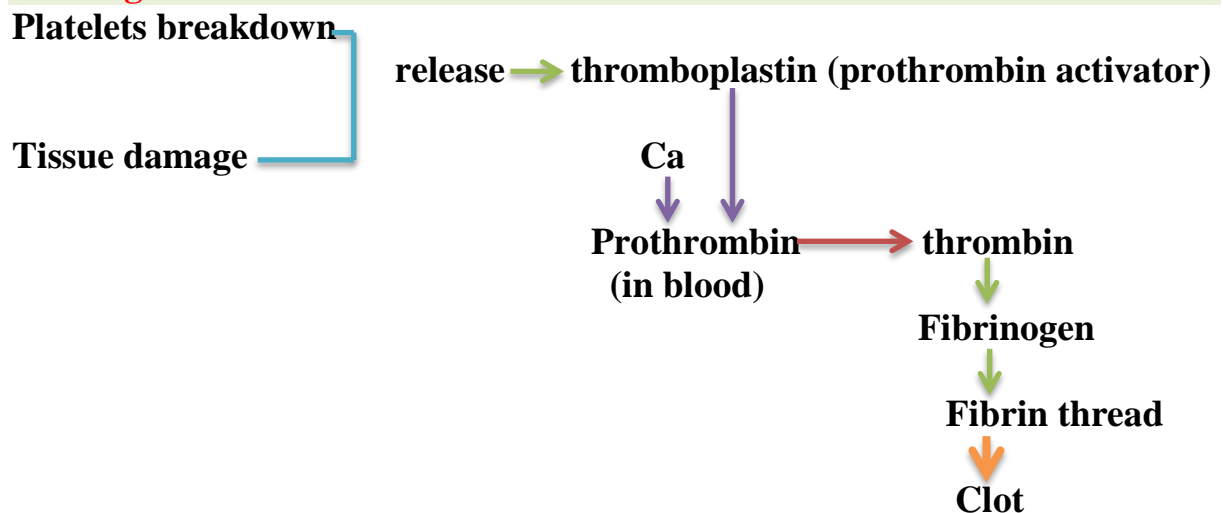 Platelets breakdown
release thromboplastin (prothrombin activator)
Tissue damage
Ca
Prothrombin thrombin
(in blood)
Fibrinogen
Fibrin thread
Clot